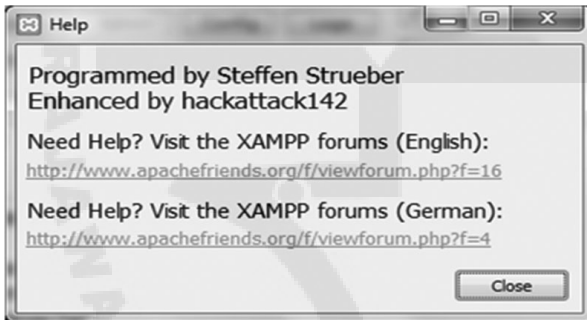 Help
Programmed by Steffen Strueber
Enhanced by hackattack142
Need Help? Visit the XAMPP forums (English):
http://www.apachefriends.org/f/viewforum.php?f=16
Need Help? Visit the XAMPP forums (German):
http://www.apachefriends.org/f/viewforum.php?f=4
Close